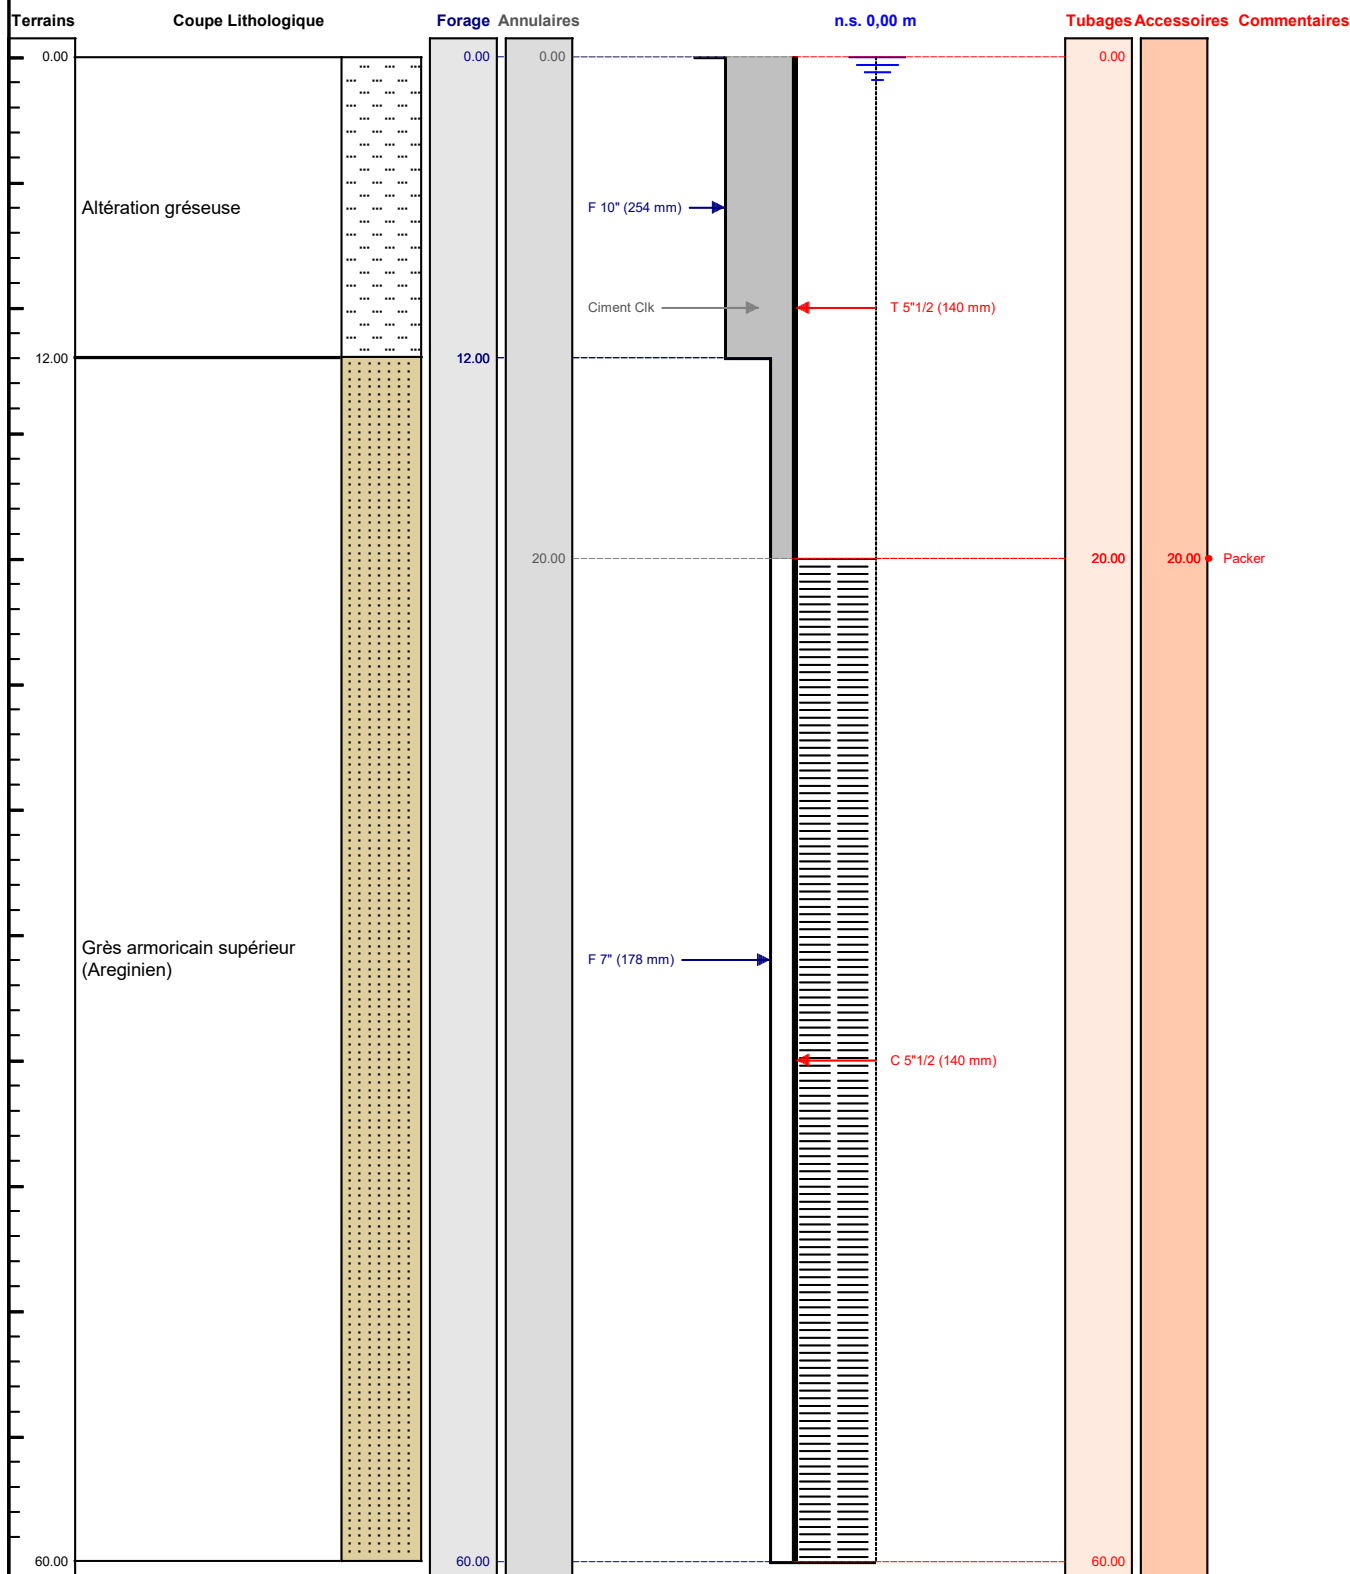 Terrains Coupe Lithologique Forage Annulaires n.s. 0,00 m Tubages Accessoires Commentaires
0.00 0.00 0.00 0.00
Altération gréseuse F 10" (254 mm)
Ciment Clk T 5"1/2 (140 mm)
12.00 12.00
20.00 20.00 20.00 Packer
Grès armoricain supérieur
(Areginien)
F 7" (178 mm)
C 5"1/2 (140 mm)
60.00 60.00 60.00